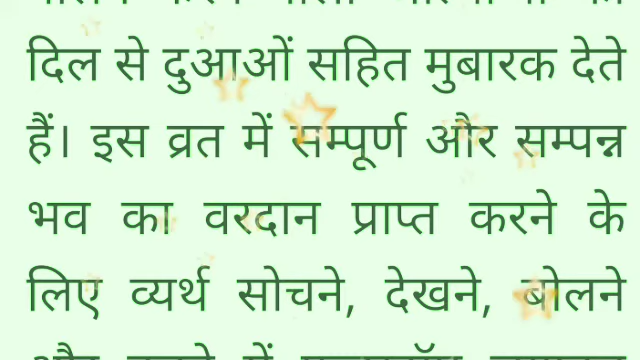 दिल से दुआओं सहित मुबारक देते
हैं। इस व्रत में सम्पूर्ण और सम्पन्न
भव का वरदान प्राप्त करने के
लिए व्यर्थ सोचने, देखने, बोलने